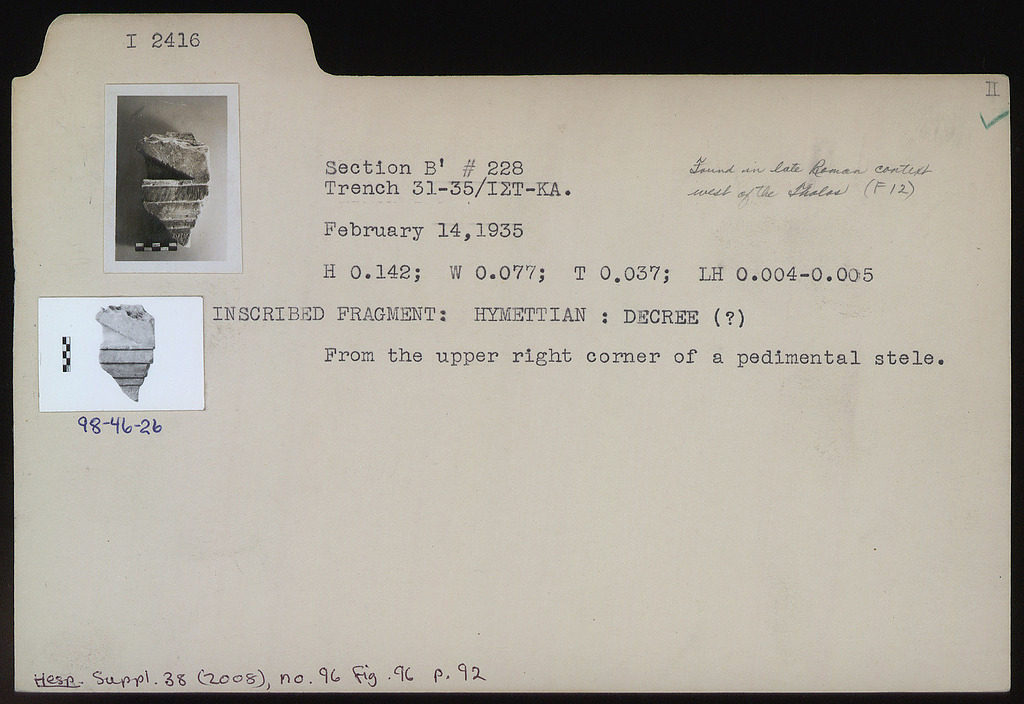 I 2416
II
Section B' # 228
Trench 31-35/ΙΣΤ-ΚΑ.
Found in late Roman context
west of the Tholos (F 12)
February 14,1935
H 0.142; W 0.077; T 0.037; LH 0.004-0.005
INSCRIBED FRAGMENT: HYMETTIAN : DECREE (?)
From the upper right corner of a pedimental stele.
98-46-26
Hesp. Suppl. 38 (2008), no. 96 Fig. 96 p. 92